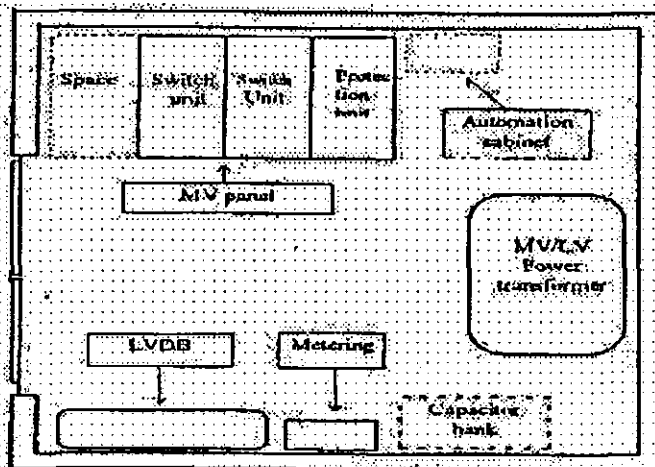 Space
Switch
unit
Switch
Unit
Protec
tion
unit
Automation
cabinet
MV panel
MV/LV
Power
transformer
LVDB
Metering
Capacitor
bank